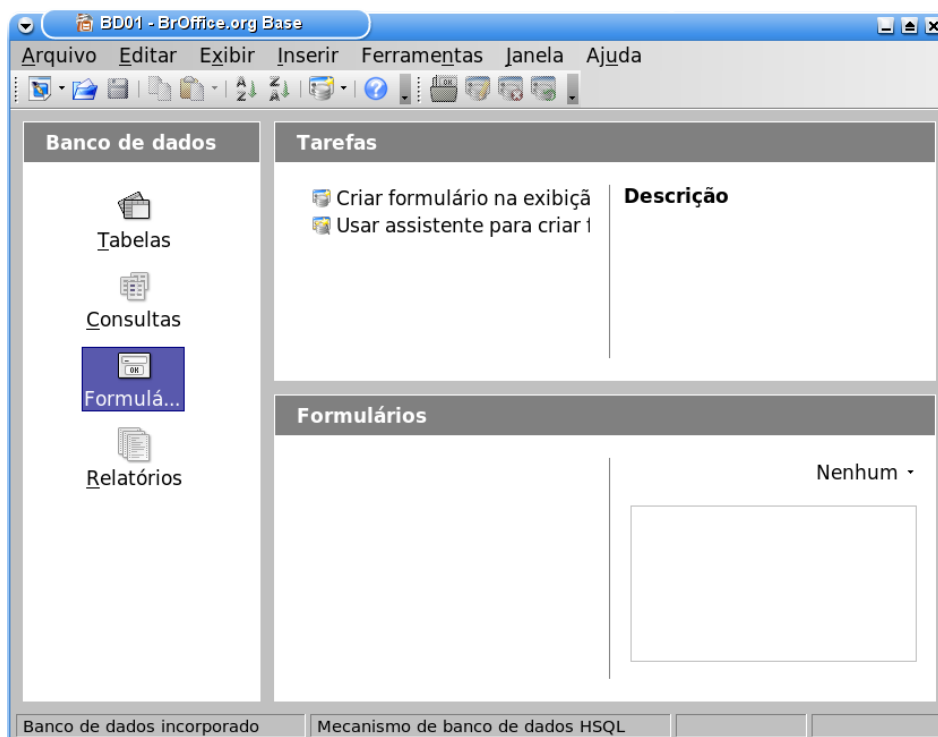 BD01 - BrOffice.org Base
Arquivo Editar Exibir Inserir Ferramentas Janela Ajuda
Banco de dados
Tabelas
Consultas
Formulá...
Relatórios
Tarefas
Criar formulário na exibiçã
Usar assistente para criar f
Descrição
Formulários
Nenhum
Banco de dados incorporado
Mecanismo de banco de dados HSQL